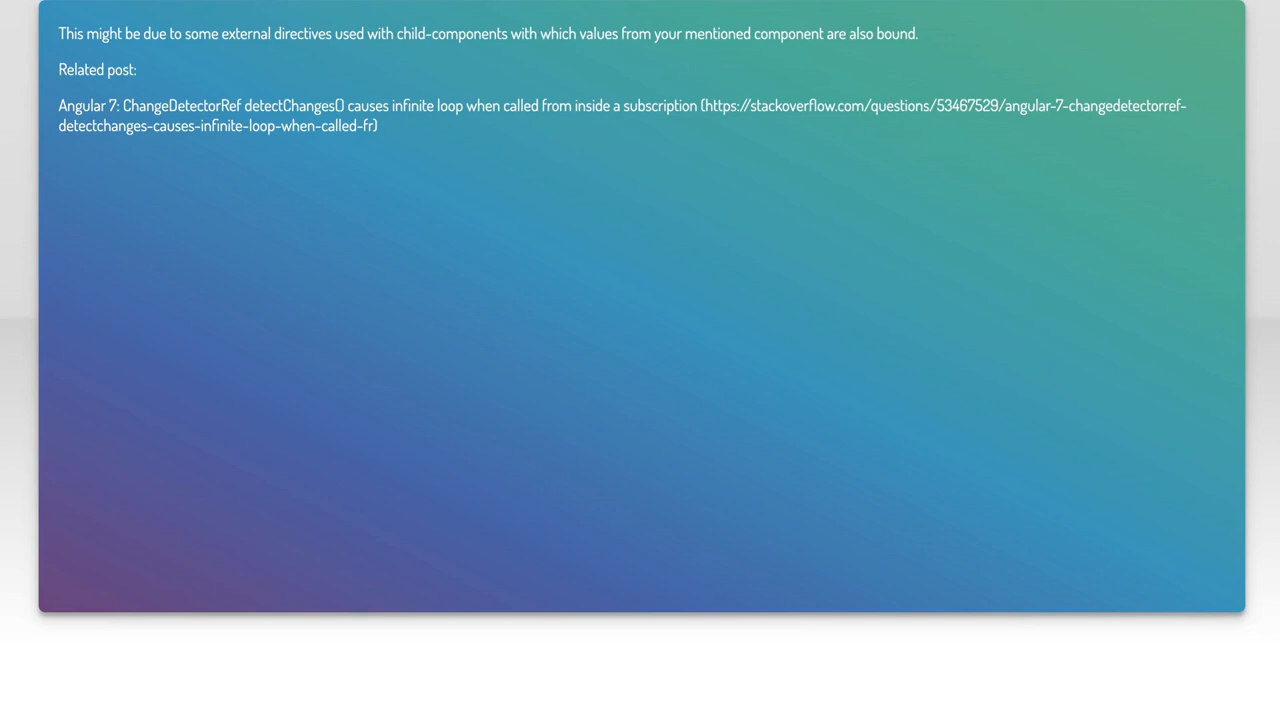 This might be due to some external directives used with child-components with which values from your mentioned component are also bound.
Related post:
Angular 7: ChangeDetectorRef detectChanges() causes infinite loop when called from inside a subscription (https://stackoverflow.com/questions/53467529/angular-7-changedetectorref-
detectchanges-causes-infinite-loop-when-called-fr)